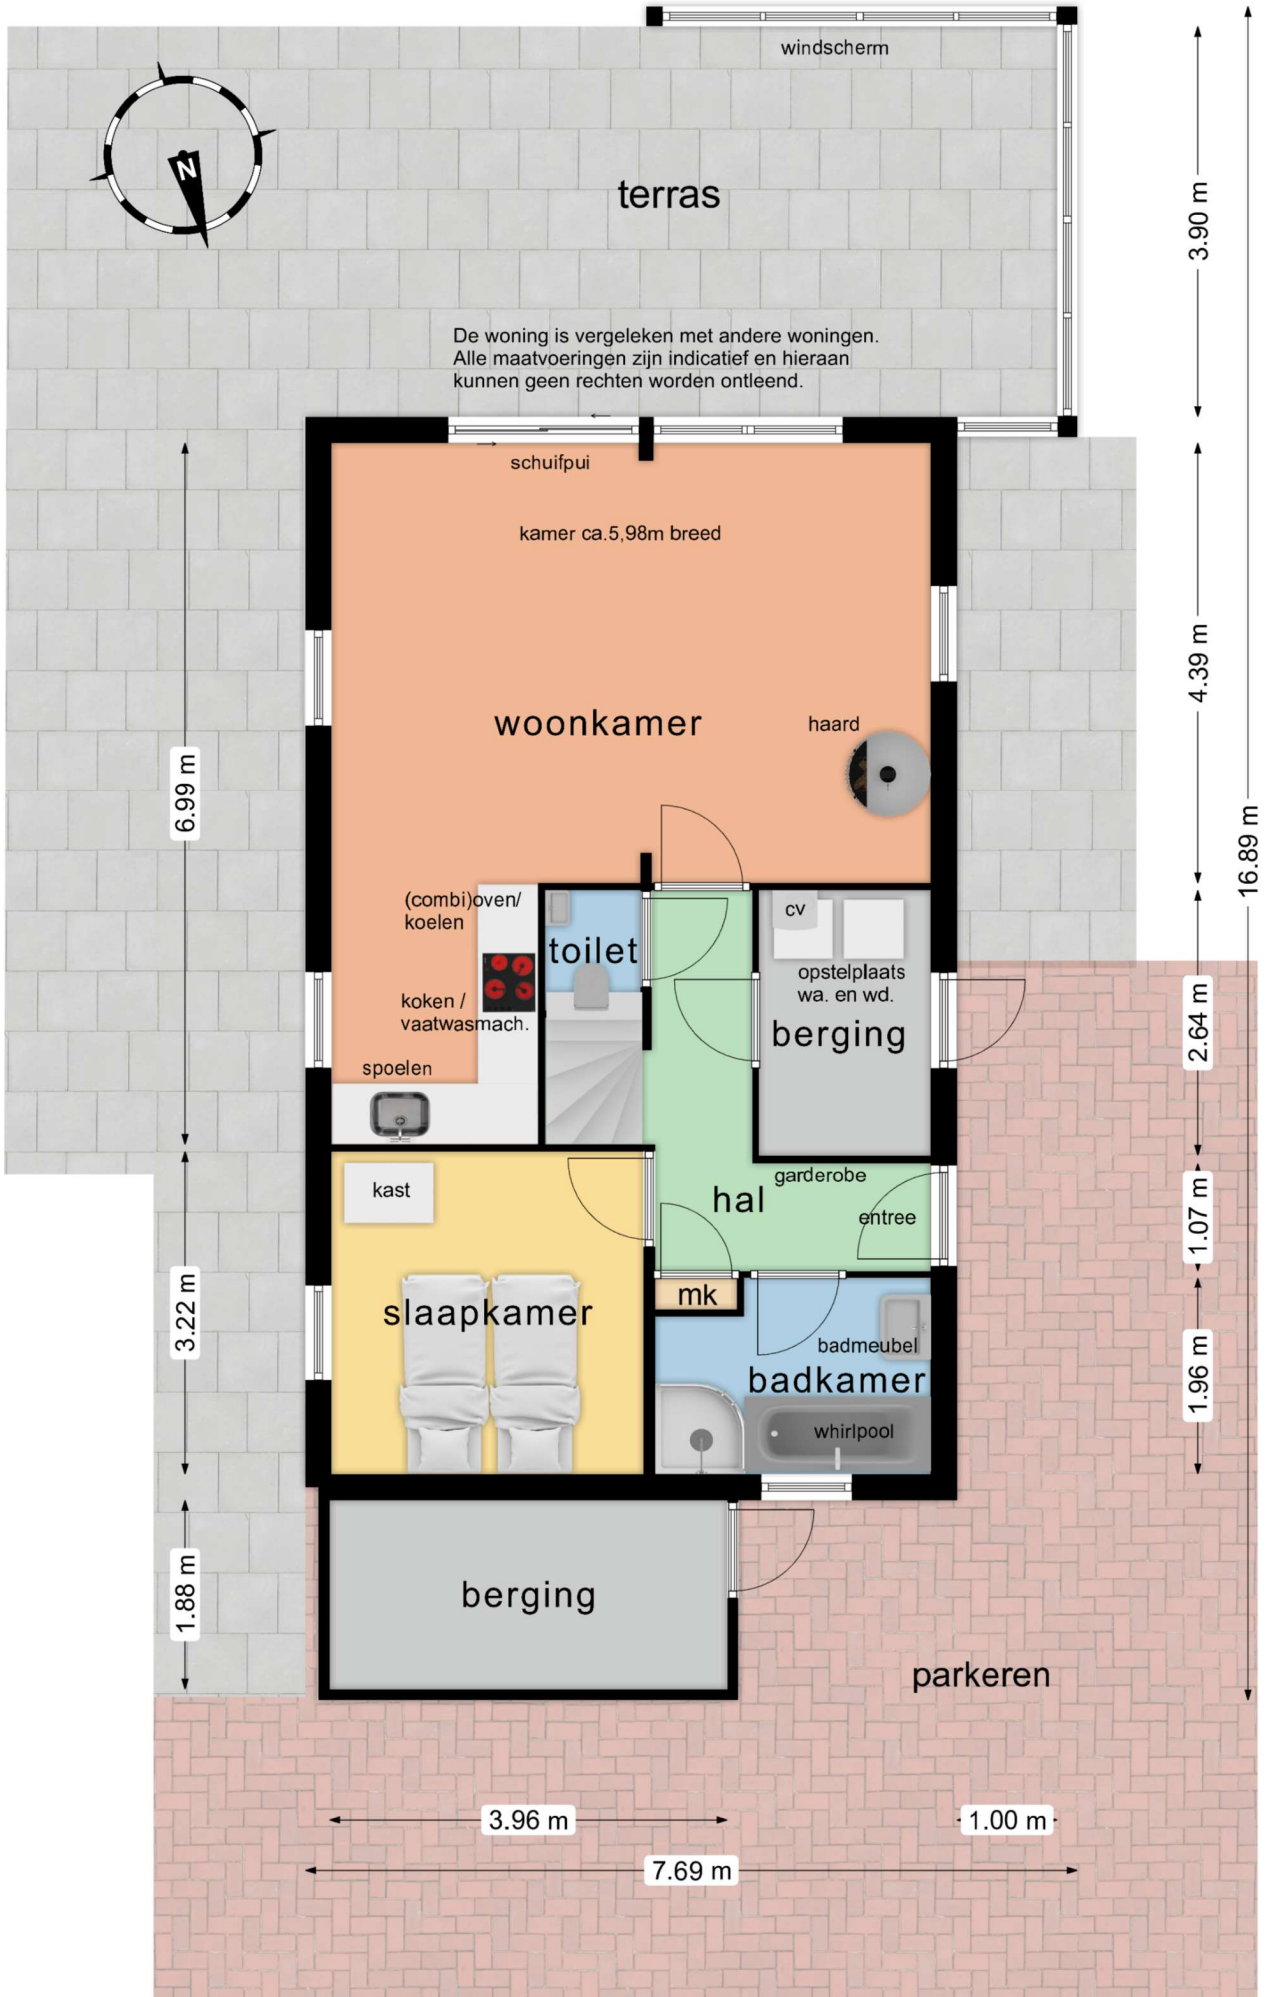 windscherm
N
terras
3.90 m
De woning is vergeleken met andere woningen.
Alle maatvoeringen zijn indicatief en hieraan
kunnen geen rechten worden ontleend.
schuifpui
kamer ca.5,98m breed
4.39 m
woonkamer
haard
6.99 m
16.89 m
(combi)oven/
koelen
cv
toilet
opstelplaats
wa. en wd.
koken /
vaatwasmach.
2.64 m
berging
spoelen
garderobe
kast
hal
entree
1.07 m
mk
slaapkamer
3.22 m
badmeubel
1.96 m
badkamer
whirlpool
berging
1.88 m
parkeren
3.96 m
1.00 m
7.69 m